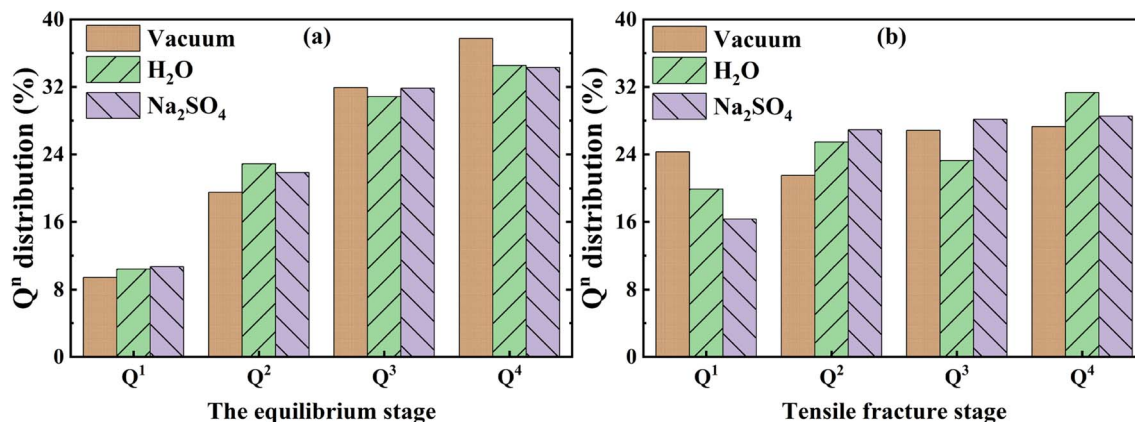 Qⁿ distribution (%)
40
32
24
16
8
0
Vacuum
H₂O
Na₂SO₄
(a)
Q¹ Q² Q³ Q⁴
The equilibrium stage
Qⁿ distribution (%)
40
32
24
16
8
0
Vacuum
H₂O
Na₂SO₄
(b)
Q¹ Q² Q³ Q⁴
Tensile fracture stage